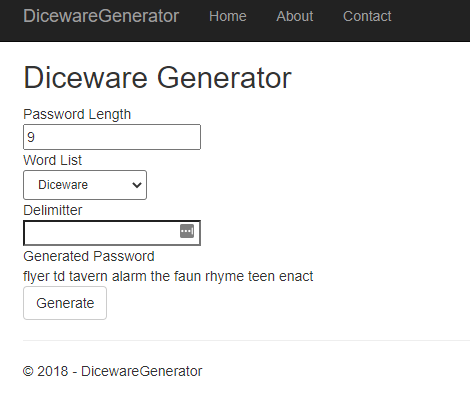 DicewareGenerator Home About Contact
Diceware Generator
Password Length
9
Word List
Diceware
Delimitter
Generated Password
flyer td tavern alarm the faun rhyme teen enact
Generate
© 2018 - DicewareGenerator